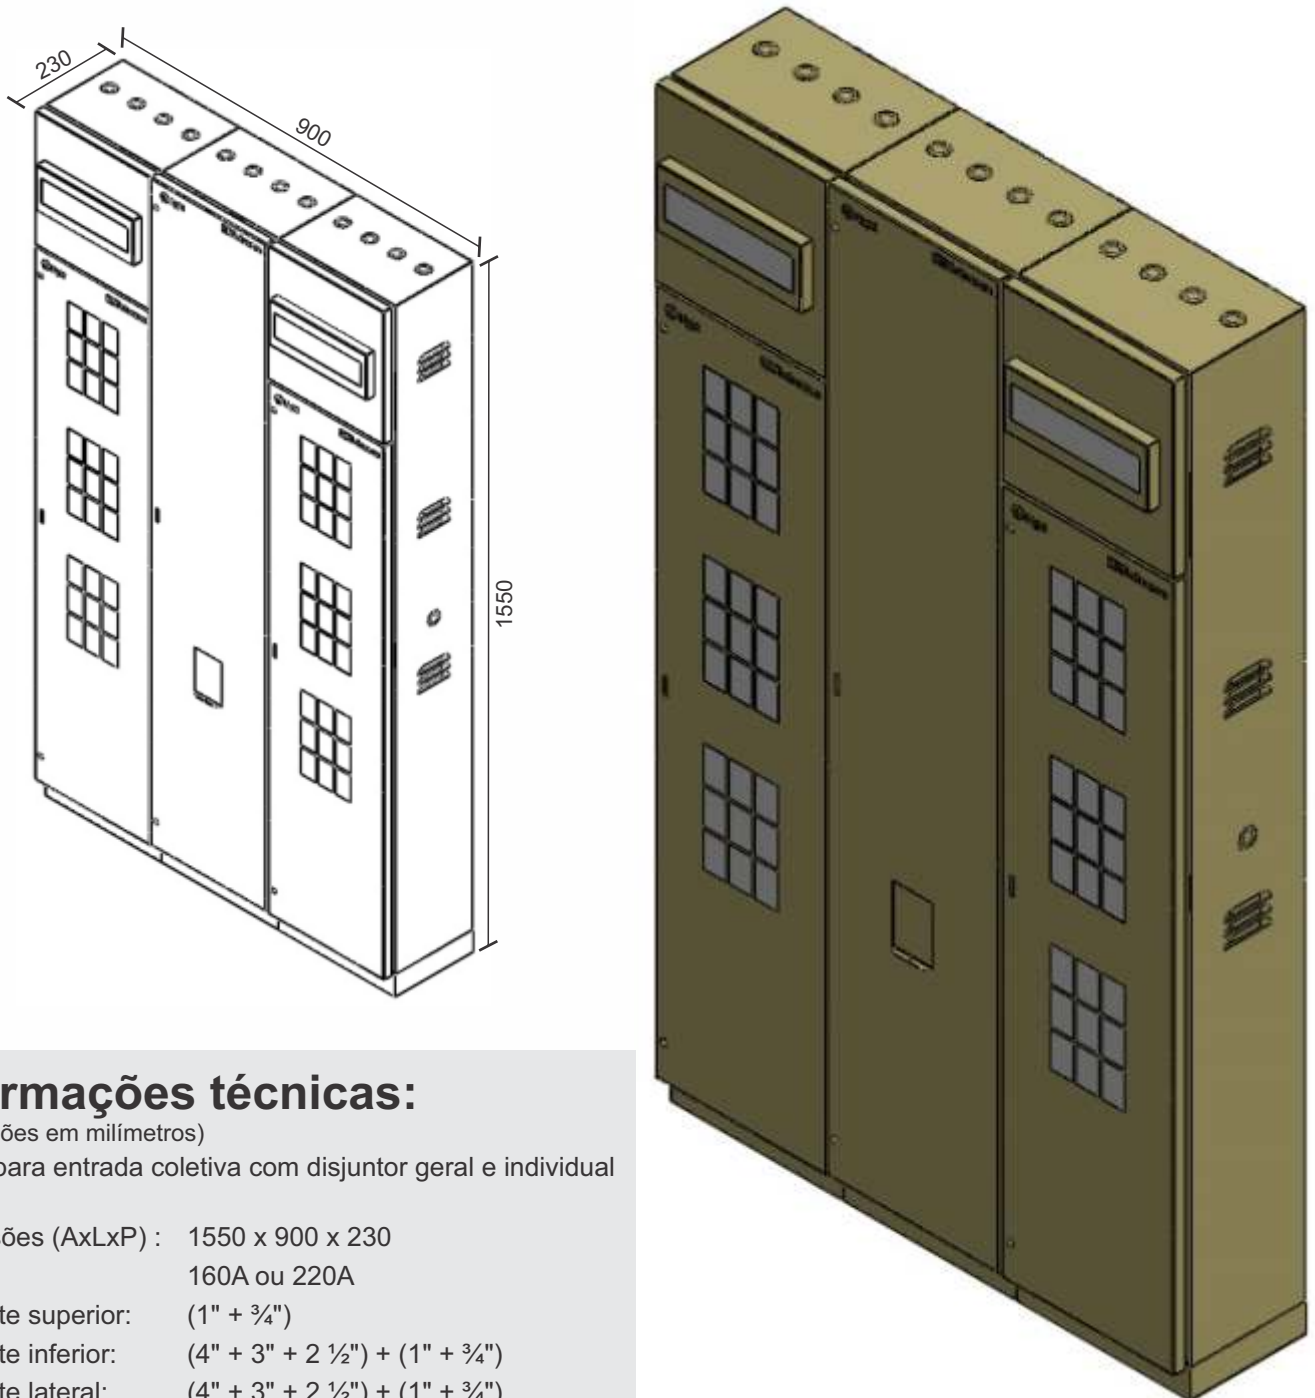 230
900
1550
rmações técnicas:
ões em milímetros)
para entrada coletiva com disjuntor geral e individual
ões (AxLxP) : 1550 x 900 x 230
160A ou 220A
te superior: (1" + ¾")
te inferior: (4" + 3" + 2 ½") + (1" + ¾")
te lateral: (4" + 3" + 2 ½") + (1" + ¾")